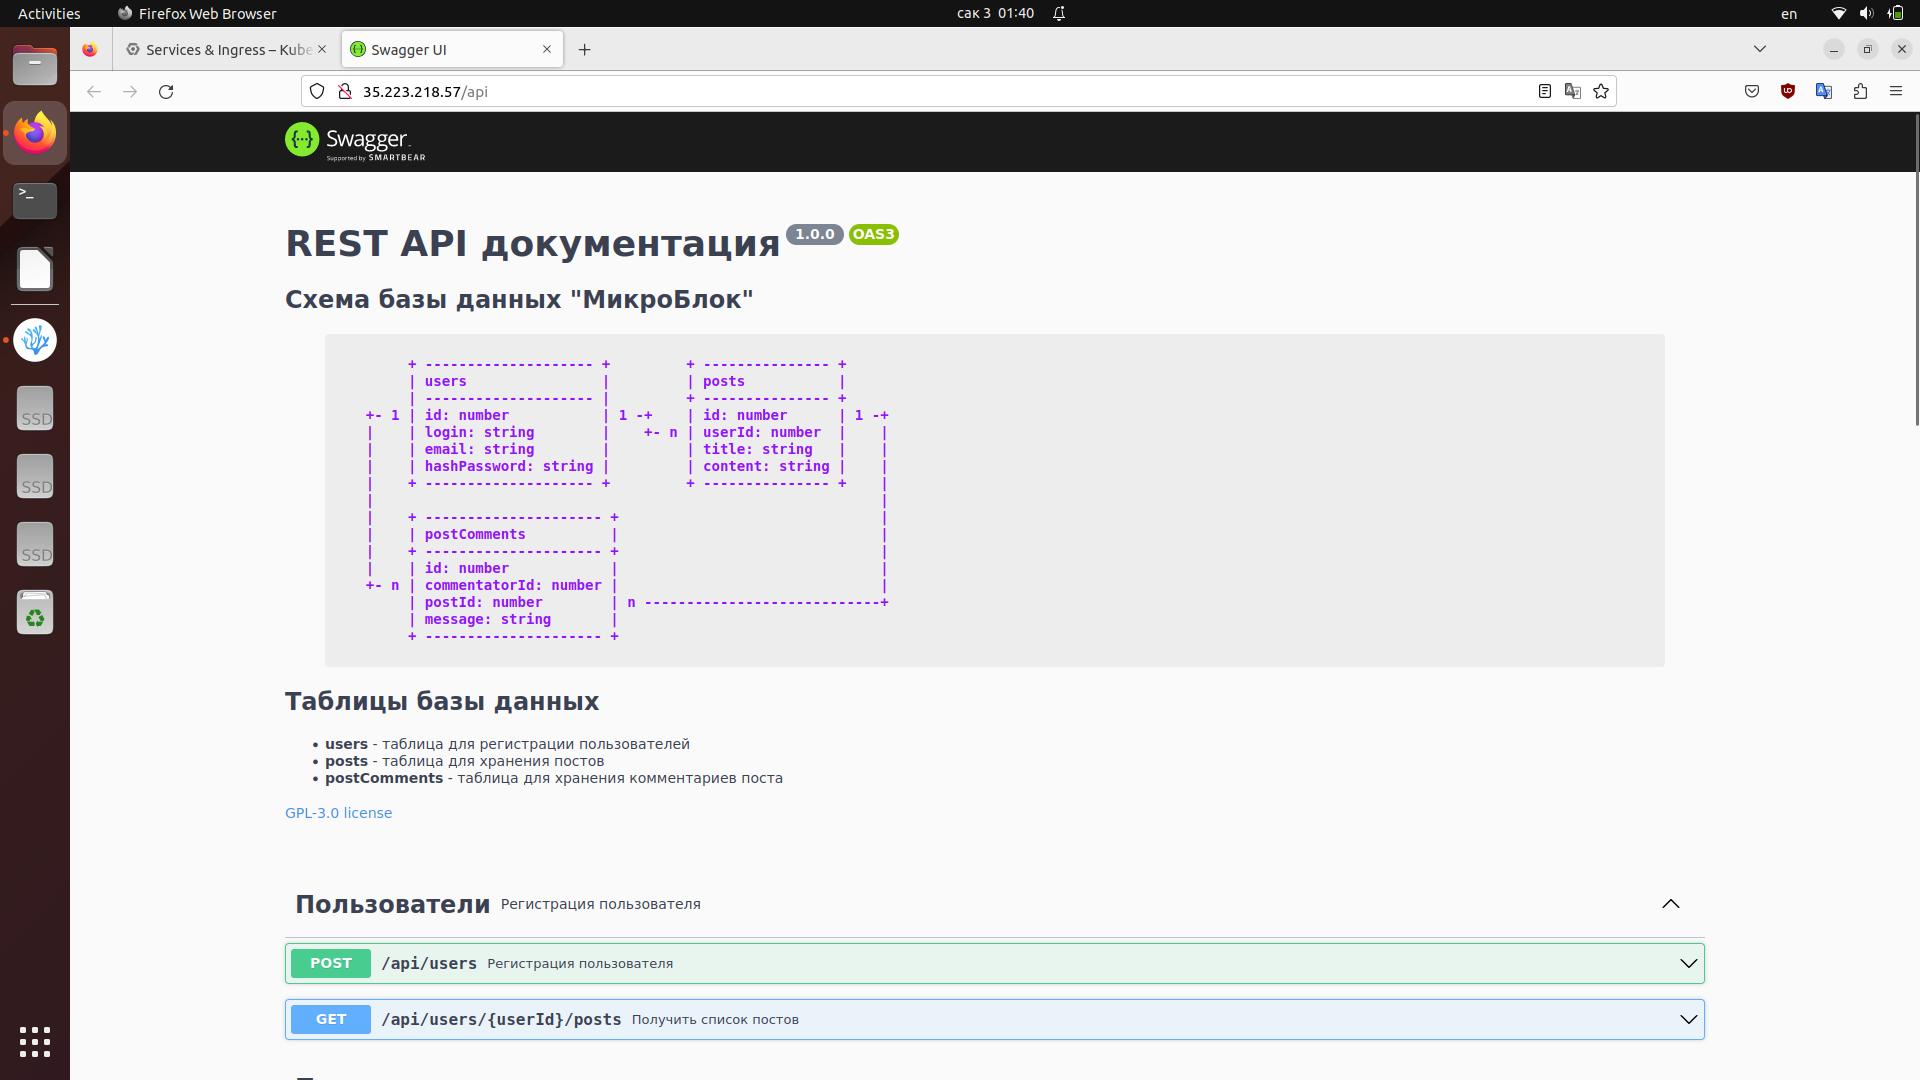 Activities
Firefox Web Browser
сак 3 01:40
en
Services & Ingress – Kube
Swagger UI
35.223.218.57/api
Swagger
Supported by SMARTBEAR
REST API документация 1.0.0 OAS3
Схема базы данных "МикроБлок"
     + -------------------- +         + --------------- +
     | users                |         | posts           |
     | -------------------- |         + --------------- +
+- 1 | id: number           | 1 -+    | id: number      | 1 -+
|    | login: string        |    +- n | userId: number  |    |
|    | email: string        |         | title: string   |    |
|    | hashPassword: string |         | content: string |    |
|    + -------------------- +         + --------------- +    |
|                                                            |
|    + --------------------- +                               |
|    | postComments          |                               |
|    + --------------------- +                               |
|    | id: number            |                               |
+- n | commentatorId: number |                               |
     | postId: number        | n ----------------------------+
     | message: string       |
     + --------------------- +
Таблицы базы данных
• users - таблица для регистрации пользователей
• posts - таблица для хранения постов
• postComments - таблица для хранения комментариев поста
GPL-3.0 license
Пользователи Регистрация пользователя
POST /api/users Регистрация пользователя
GET /api/users/{userId}/posts Получить список постов
SSD
SSD
SSD